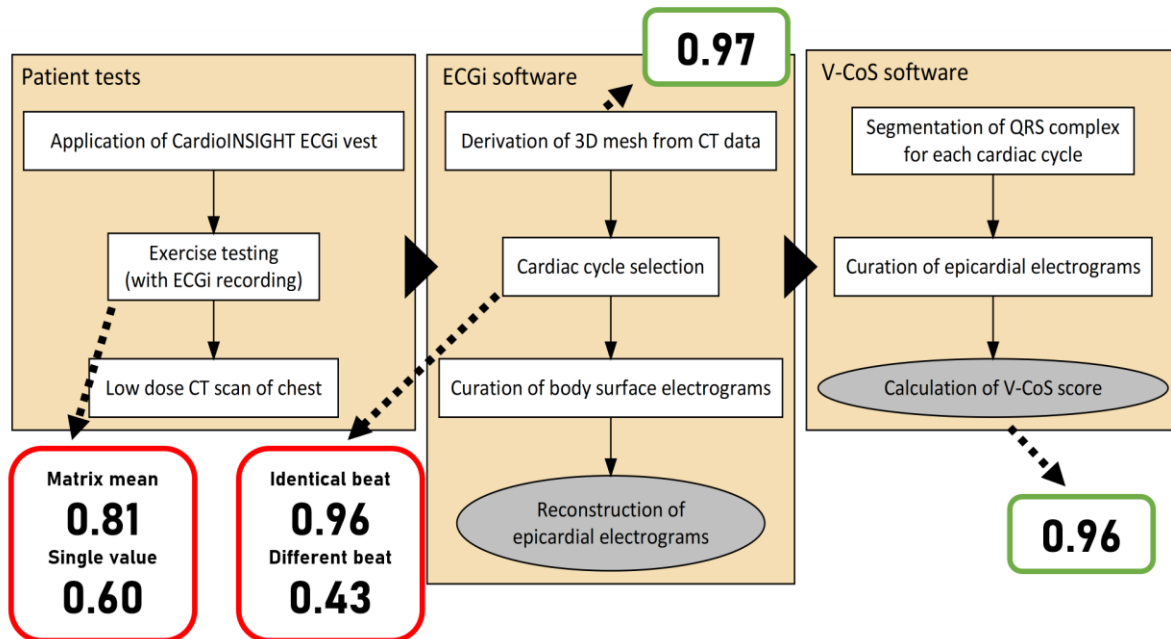 Patient tests
Application of CardioINSIGHT ECGi vest
Exercise testing
(with ECGi recording)
Low dose CT scan of chest
Matrix mean
0.81
Single value
0.60
ECGi software
0.97
Derivation of 3D mesh from CT data
Cardiac cycle selection
Curation of body surface electrograms
Reconstruction of
epicardial electrograms
Identical beat
0.96
Different beat
0.43
V-CoS software
Segmentation of QRS complex
for each cardiac cycle
Curation of epicardial electrograms
Calculation of V-CoS score
0.96